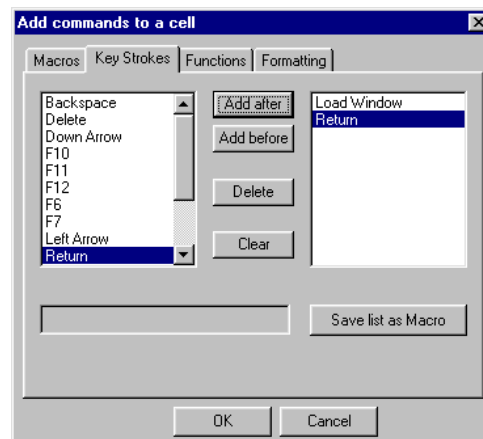 Add commands to a cell
Macros Key Strokes Functions Formatting
Backspace
Delete
Down Arrow
F10
F11
F12
F6
F7
Left Arrow
Return
Add after
Add before
Delete
Clear
Load Window
Return
Save list as Macro
OK Cancel